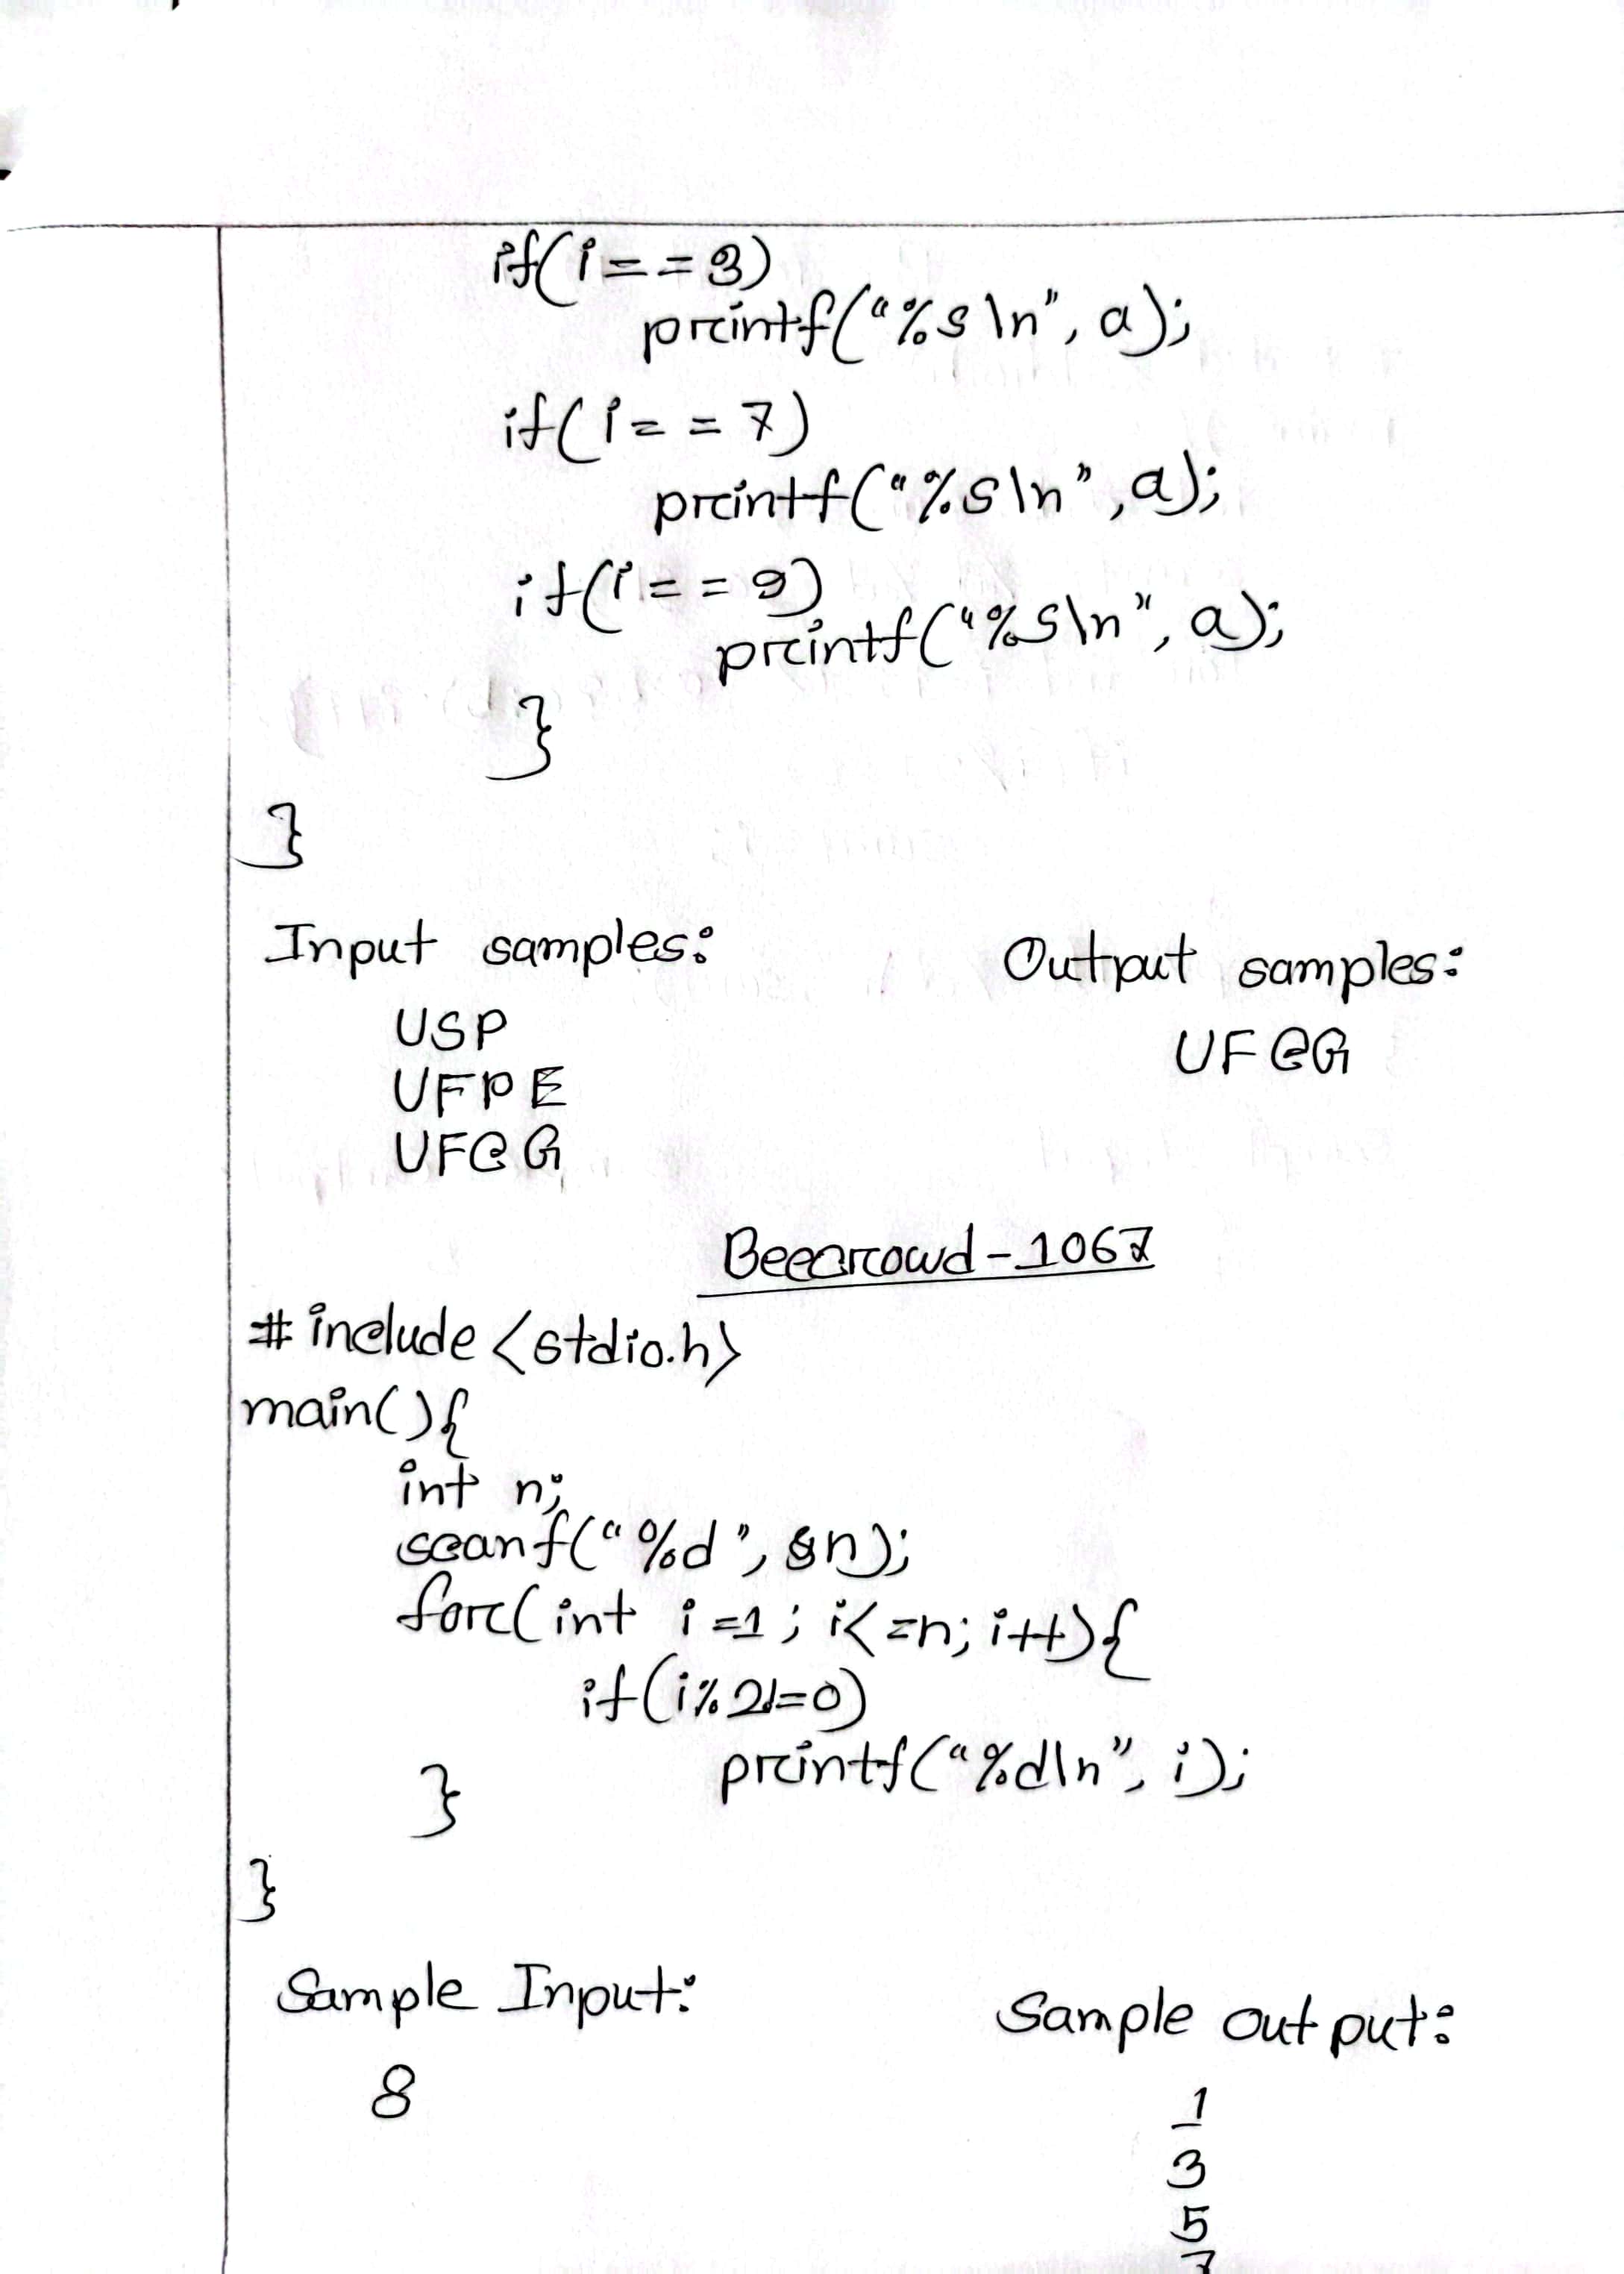 if(i==3)
printf("%s\n", a);
if(i==7)
printf("%s\n", a);
if(i==9)
printf("%s\n", a);
}
}
Input samples:
Output samples:
USP
UFCG
UFPE
UFCG
Beecrowd-1067
#include <stdio.h>
main(){
int n;
scanf("%d", &n);
for(int i=1; i<=n; i++){
if(i%2!=0)
printf("%d\n", i);
}
}
Sample Input:
Sample output:
8
1
3
5
7